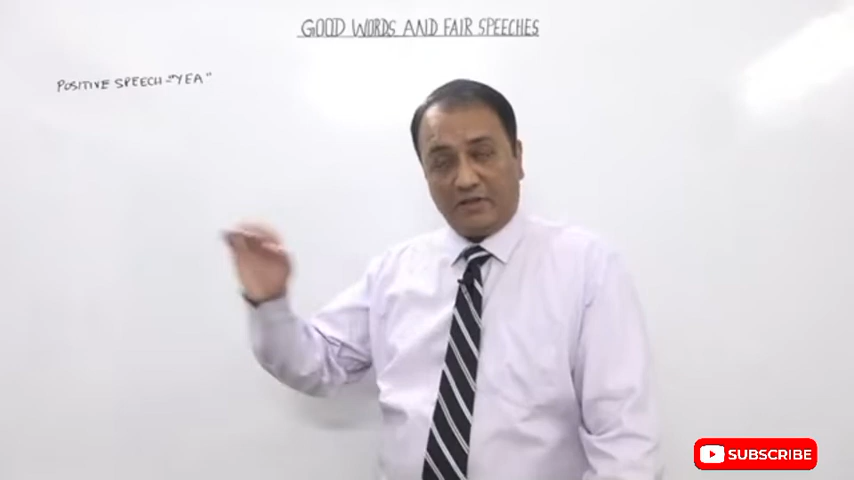 GOOD WORDS AND FAIR SPEECHES
POSITIVE SPEECH - "YEA"
SUBSCRIBE